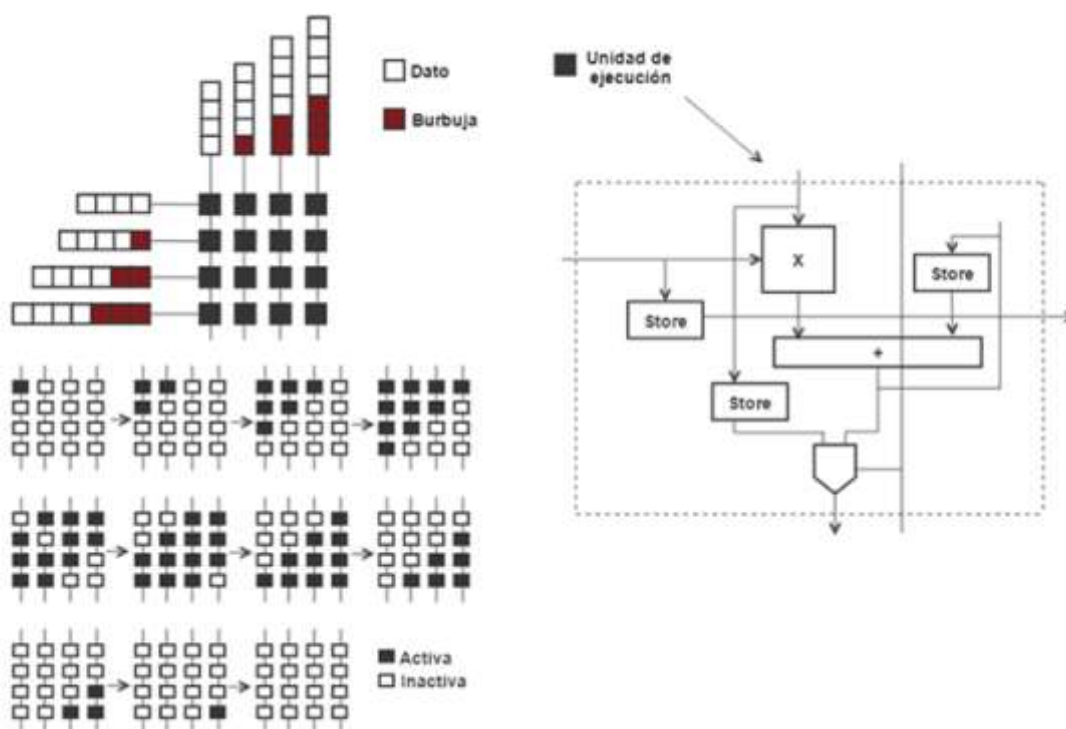 Dato
Burbuja
Unidad de
ejecución
X
Store
Store
+
Store
Activa
Inactiva